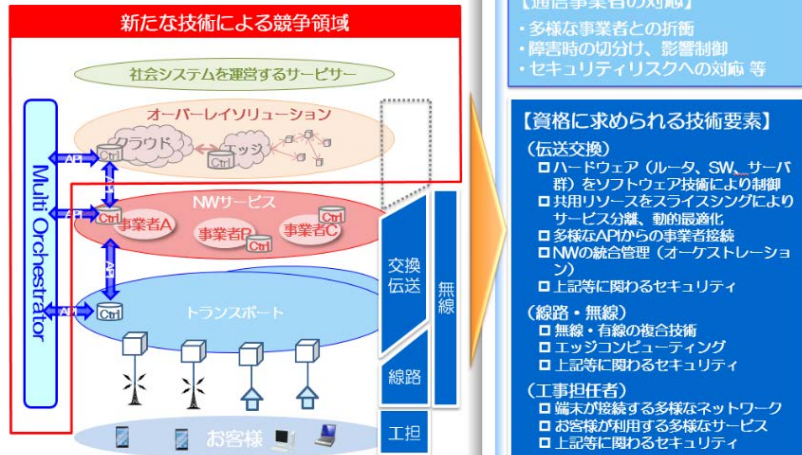 新たな技術による競争領域
社会システムを運営するサービサー
オーバーレイソリューション
クラウド
エッジ
Ctrl
Ctrl
API
API
Multi Orchestrator
NWサービス
Ctrl
API
事業者A
事業者B
Ctrl
事業者C
Ctrl
API
トランスポート
Ctrl
API
交換
伝送
無線
線路
工担
お客様
【通信事業者の対応】
・多様な事業者との折衝
・障害時の切分け、影響制御
・セキュリティリスクへの対応 等
【資格に求められる技術要素】
（伝送交換）
ハードウェア（ルータ、SW、サーバ
群）をソフトウェア技術により制御
共用リソースをスライスシングにより
サービス分離、動的最適化
多様なAPIからの事業者接続
NWの統合管理（オーケストレーショ
ン）
上記等に関わるセキュリティ
（線路・無線）
無線・有線の複合技術
エッジコンピューティング
上記等に関わるセキュリティ
（工事担任者）
端末が接続する多様なネットワーク
お客様が利用する多様なサービス
上記等に関わるセキュリティ